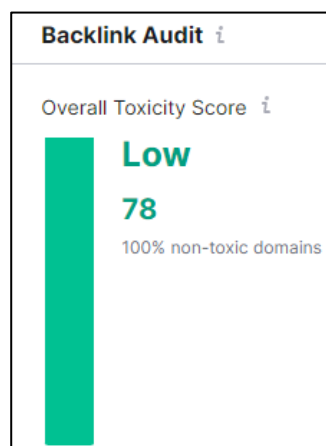 Backlink Audit i
Overall Toxicity Score i
Low
78
100% non-toxic domains